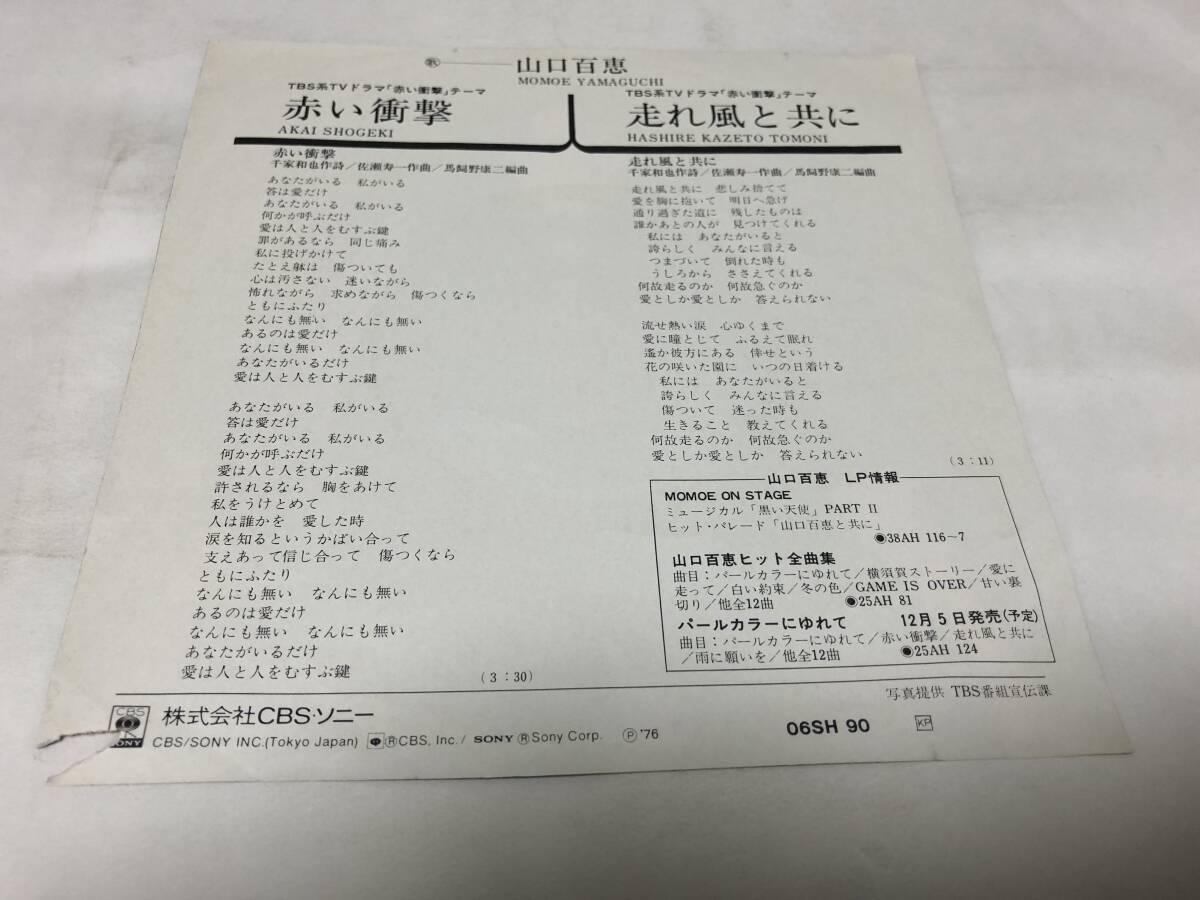 歌 山口百恵
MOMOE YAMAGUCHI
TBS系TVドラマ「赤い衝撃」テーマ
赤い衝撃
AKAI SHOGEKI
赤い衝撃
千家和也作詩/佐瀬寿一作曲/馬飼野康二編曲
あなたがいる 私がいる
答は愛だけ
あなたがいる 私がいる
何かが呼ぶだけ
愛は人と人をむすぶ鍵
罪があるなら 同じ痛み
私に投げかけて
たとえ躰は 傷ついても
心は汚さない 迷いながら
怖れながら 求めながら 傷つくなら
ともにふたり
なんにも無い なんにも無い
あるのは愛だけ
なんにも無い なんにも無い
あなたがいるだけ
愛は人と人をむすぶ鍵
あなたがいる 私がいる
答は愛だけ
あなたがいる 私がいる
何かが呼ぶだけ
愛は人と人をむすぶ鍵
許されるなら 胸をあけて
私をうけとめて
人は誰かを 愛した時
涙を知るというかばい合って
支えあって信じ合って 傷つくなら
ともにふたり
なんにも無い なんにも無い
あるのは愛だけ
なんにも無い なんにも無い
あなたがいるだけ
愛は人と人をむすぶ鍵
(3:30)
TBS系TVドラマ「赤い衝撃」テーマ
走れ風と共に
HASHIRE KAZETO TOMONI
走れ風と共に
千家和也作詩/佐瀬寿一作曲/馬飼野康二編曲
走れ風と共に 悲しみ捨てて
愛を胸に抱いて 明日へ急げ
通り過ぎた道に 残したものは
誰かあとの人が 見つけてくれる
私には あなたがいると
誇らしく みんなに言える
つまづいて 倒れた時も
うしろから ささえてくれる
何故走るのか 何故急ぐのか
愛としか愛としか 答えられない
流せ熱い涙 心ゆくまで
愛に瞳とじて ふるえて眠れ
遙か彼方にある 倖せという
花の咲いた園に いつの日着ける
私には あなたがいると
誇らしく みんなに言える
傷ついて 迷った時も
生きること 教えてくれる
何故走るのか 何故急ぐのか
愛としか愛としか 答えられない
(3:11)
山口百恵 LP情報
MOMOE ON STAGE
ミュージカル「黒い天使」PART II
ヒット・パレード「山口百恵と共に」
◉38AH 116~7
山口百恵ヒット全曲集
曲目:パールカラーにゆれて/横須賀ストーリー/愛に
走って/白い約束/冬の色/GAME IS OVER/甘い裏
切り/他全12曲 ◉25AH 81
パールカラーにゆれて 12月5日発売(予定)
曲目:パールカラーにゆれて/赤い衝撃/走れ風と共に
/雨に願いを/他全12曲 ◉25AH 124
写真提供 TBS番組宣伝課
CBS
SONY
株式会社CBS・ソニー
CBS/SONY INC.(Tokyo Japan) ®CBS, Inc./ SONY ®Sony Corp. Ⓟ'76
06SH 90
KP